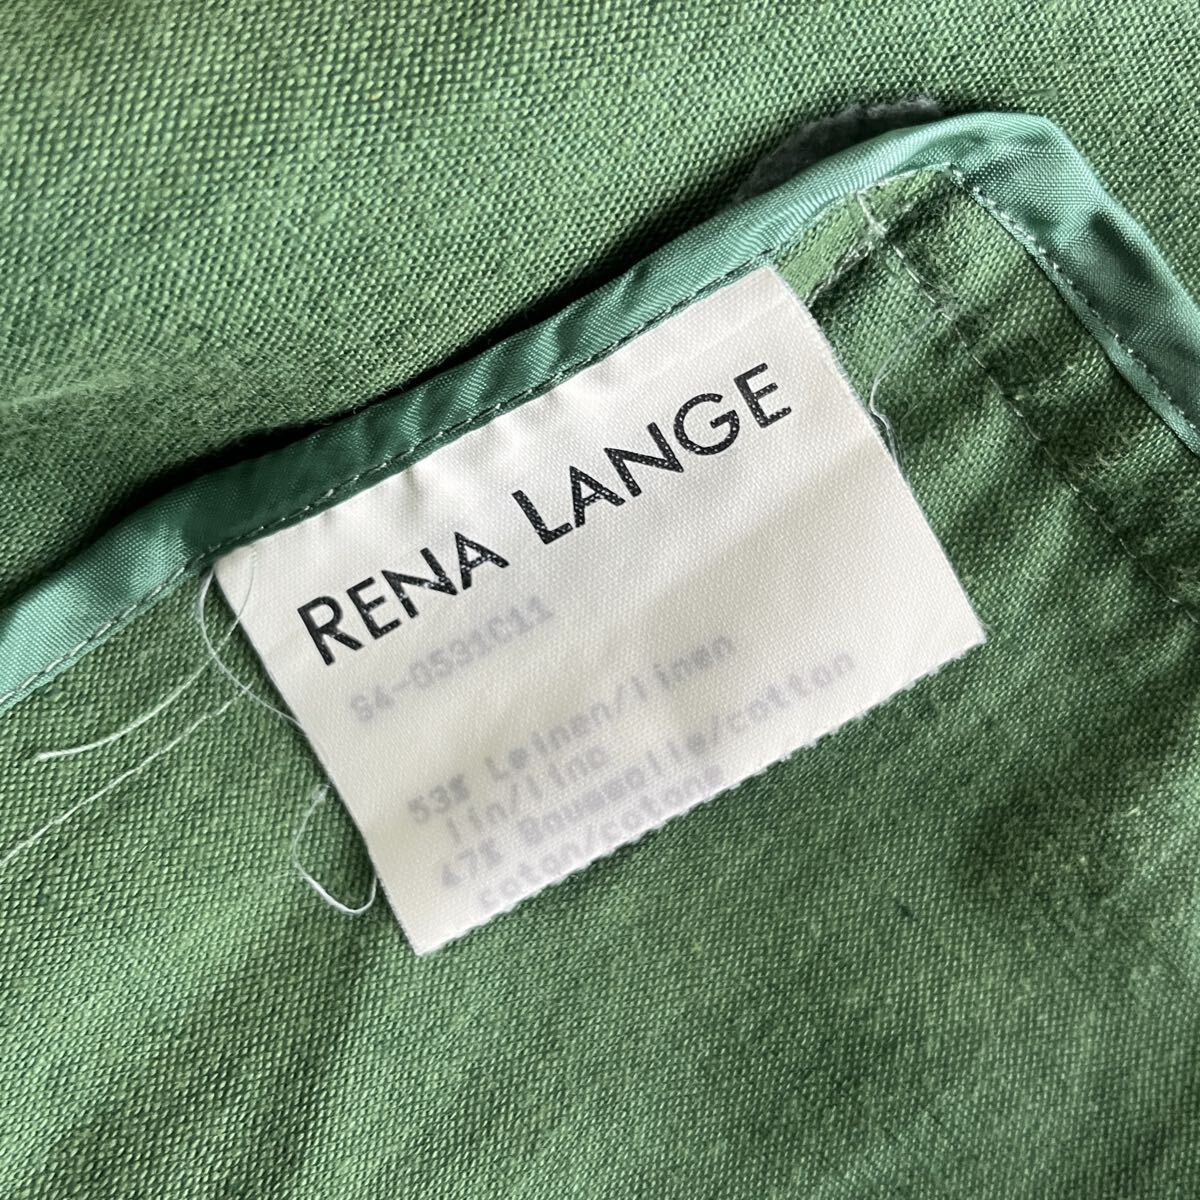 RENA LANGE
S4-0531C11
53% Leinen/linen
lin/lino
47% Baumwolle/cotton
coton/cotone